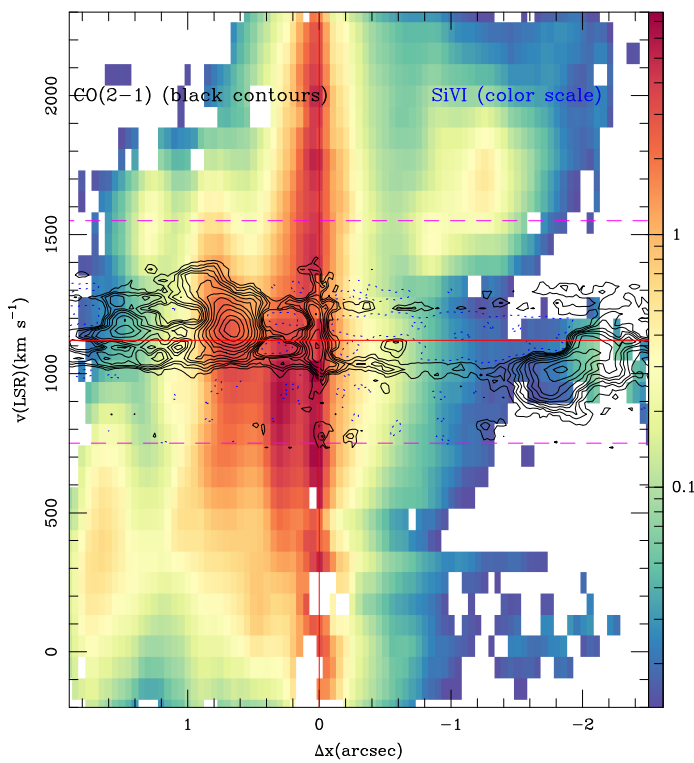 CO(2−1) (black contours) SiVI (color scale)
2000
1500
1000
500
0
v(LSR)(km s⁻¹)
1 0 −1 −2
Δx(arcsec)
1
0.1